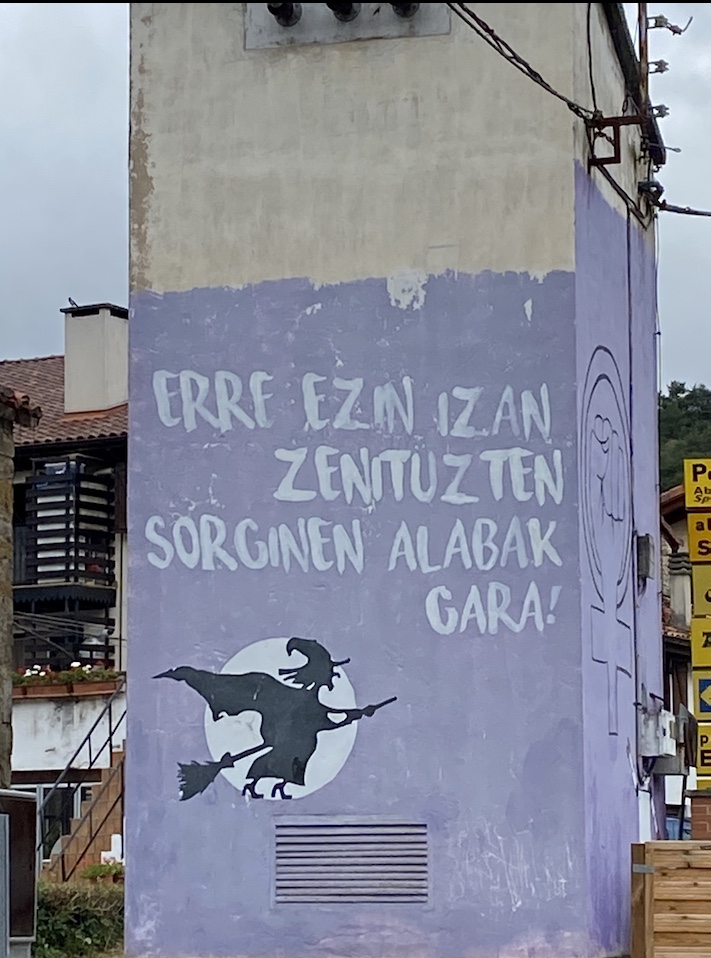 ERRE EZIN IZAN
ZENITUZTEN
SORGINEN ALABAK
GARA!